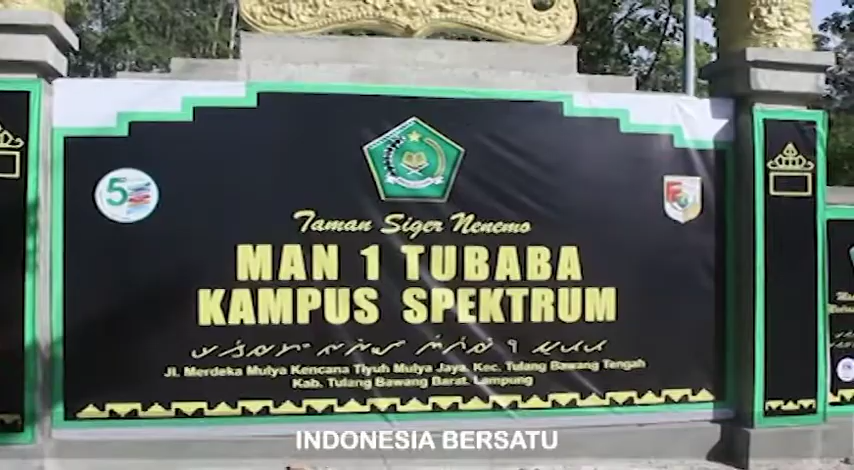 5
Taman Siger Nenemo
MAN 1 TUBABA
KAMPUS SPEKTRUM
Jl. Merdeka Mulya Kencana Tiyuh Mulya Jaya. Kec. Tulang Bawang Tengah
Kab. Tulang Bawang Barat. Lampung
INDONESIA BERSATU